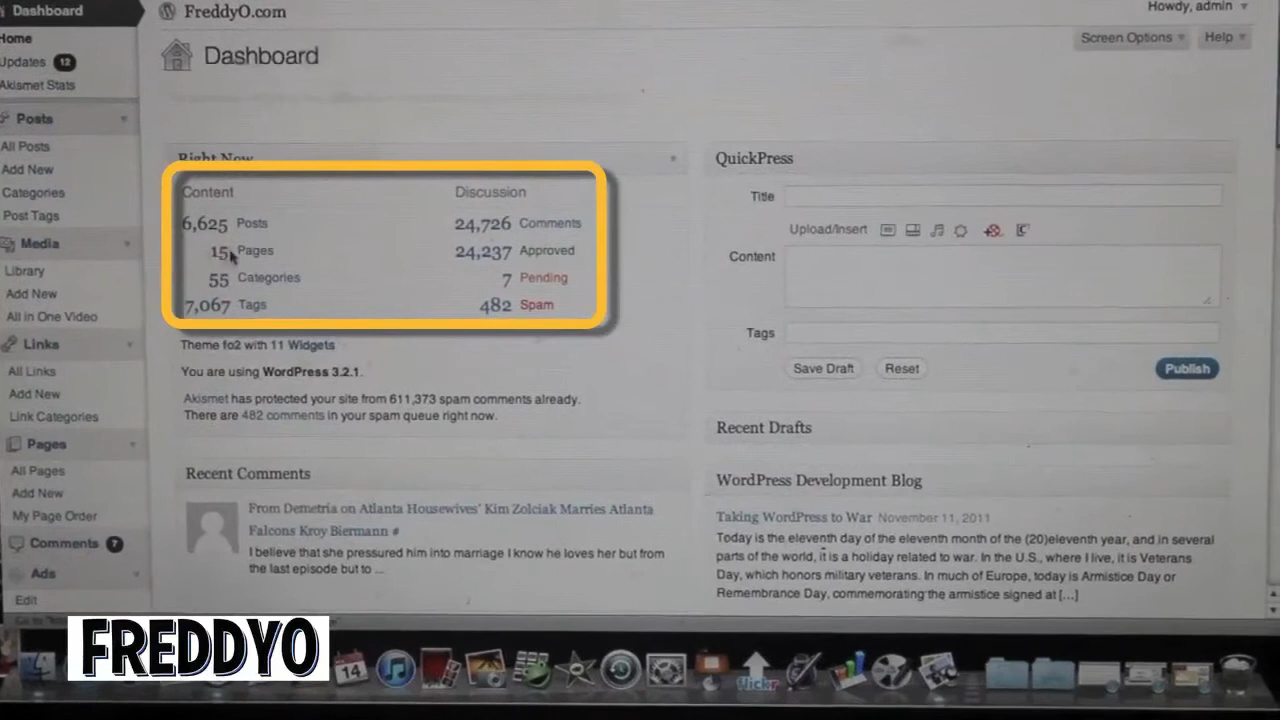 Dashboard
FreddyO.com
Howdy, admin
Home
Updates 12
Akismet Stats
Screen Options
Help
Dashboard
Posts
All Posts
Add New
Categories
Post Tags
Media
Library
Add New
All in One Video
Links
All Links
Add New
Link Categories
Pages
All Pages
Add New
My Page Order
Comments 7
Ads
Edit
Right Now
Content
6,625 Posts
15 Pages
55 Categories
7,067 Tags
Discussion
24,726 Comments
24,237 Approved
7 Pending
482 Spam
Theme fo2 with 11 Widgets
You are using WordPress 3.2.1.
Akismet has protected your site from 611,373 spam comments already.
There are 482 comments in your spam queue right now.
Recent Comments
From Demetria on Atlanta Housewives' Kim Zolciak Marries Atlanta
Falcons Kroy Biermann #
I believe that she pressured him into marriage I know he loves her but from
the last episode but to ...
QuickPress
Title
Upload/Insert
Content
Tags
Save Draft
Reset
Publish
Recent Drafts
WordPress Development Blog
Taking WordPress to War November 11, 2011
Today is the eleventh day of the eleventh month of the (20)eleventh year, and in several
parts of the world, it is a holiday related to war. In the U.S., where I live, it is Veterans
Day, which honors military veterans. In much of Europe, today is Armistice Day or
Remembrance Day, commemorating the armistice signed at [...]
FREDDYO
14
flickr